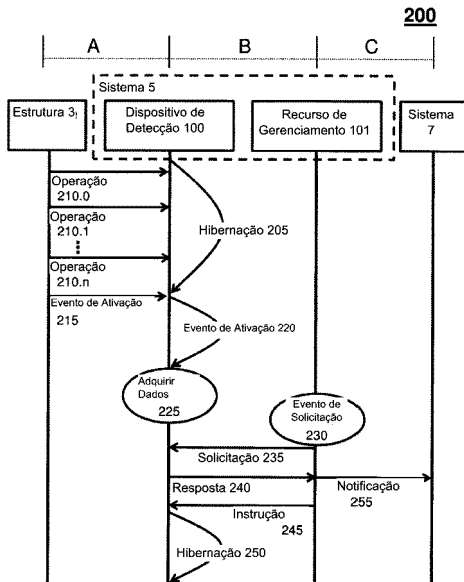 200
A B C
Sistema 5
Estrutura 3₁
Dispositivo de
Detecção 100
Recurso de
Gerenciamento 101
Sistema
7
Operação
210.0
Operação
210.1
Hibernação 205
Operação
210.n
Evento de Ativação
215
Evento de Ativação 220
Adquirir
Dados
225
Evento de
Solicitação
230
Solicitação 235
Resposta 240
Notificação
255
Instrução
245
Hibernação 250